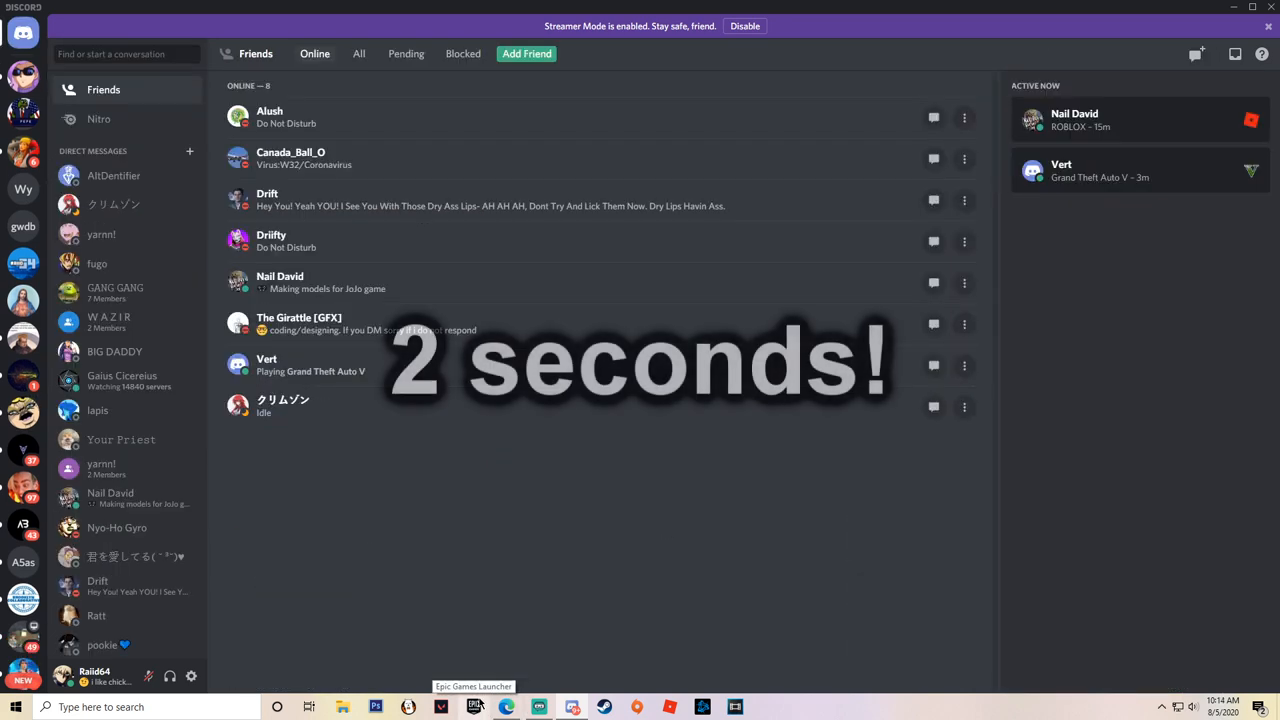 DISCORD
Streamer Mode is enabled. Stay safe, friend. Disable
Find or start a conversation
Friends Online All Pending Blocked Add Friend
Friends
Nitro
DIRECT MESSAGES +
AltDentifier
クリムゾン
yarnn!
fugo
GANG GANG
7 Members
W A Z I R
2 Members
BIG DADDY
Gaius Cicereius
Watching 14840 servers
lapis
Your Priest
yarnn!
2 Members
Nail David
Making models for JoJo g...
Nyo-Ho Gyro
君を愛してる( ˘ ³˘)♥
Drift
Hey You! Yeah YOU! I See Y...
Ratt
pookie 💙
Raiid64
i like chick...
6
Wy
gwdb
1
37
97
43
A5as
49
NEW
ONLINE — 8
Alush
Do Not Disturb
Canada_Ball_O
Virus:W32/Coronavirus
Drift
Hey You! Yeah YOU! I See You With Those Dry Ass Lips- AH AH AH, Dont Try And Lick Them Now. Dry Lips Havin Ass.
Driifty
Do Not Disturb
Nail David
Making models for JoJo game
The Girattle [GFX]
coding/designing. If you DM sorry if i do not respond
Vert
Playing Grand Theft Auto V
クリムゾン
Idle
2 seconds!
ACTIVE NOW
Nail David
ROBLOX - 15m
Vert
Grand Theft Auto V - 3m
Epic Games Launcher
Type here to search
10:14 AM
8/5/2020